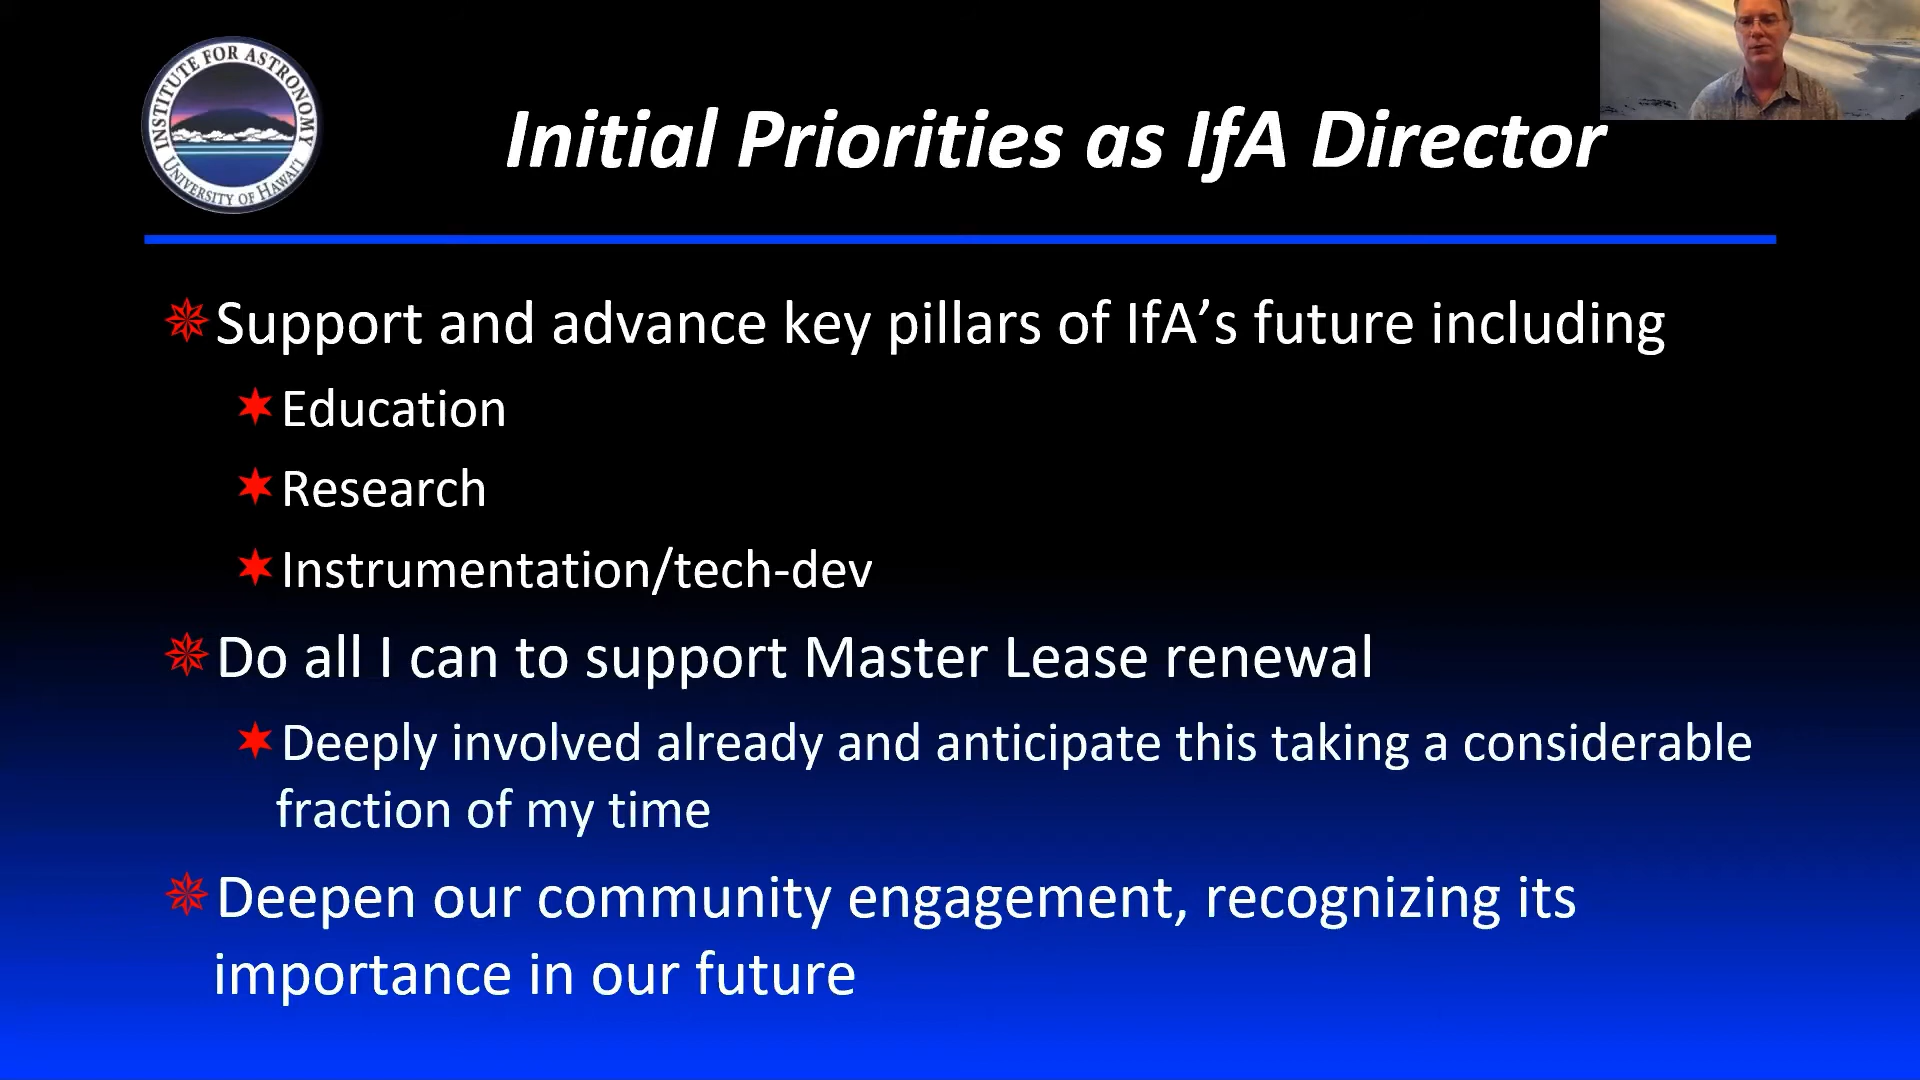 INSTITUTE FOR ASTRONOMY
UNIVERSITY OF HAWAI'I
Initial Priorities as IfA Director
Support and advance key pillars of IfA’s future including
Education
Research
Instrumentation/tech-dev
Do all I can to support Master Lease renewal
Deeply involved already and anticipate this taking a considerable
fraction of my time
Deepen our community engagement, recognizing its
importance in our future